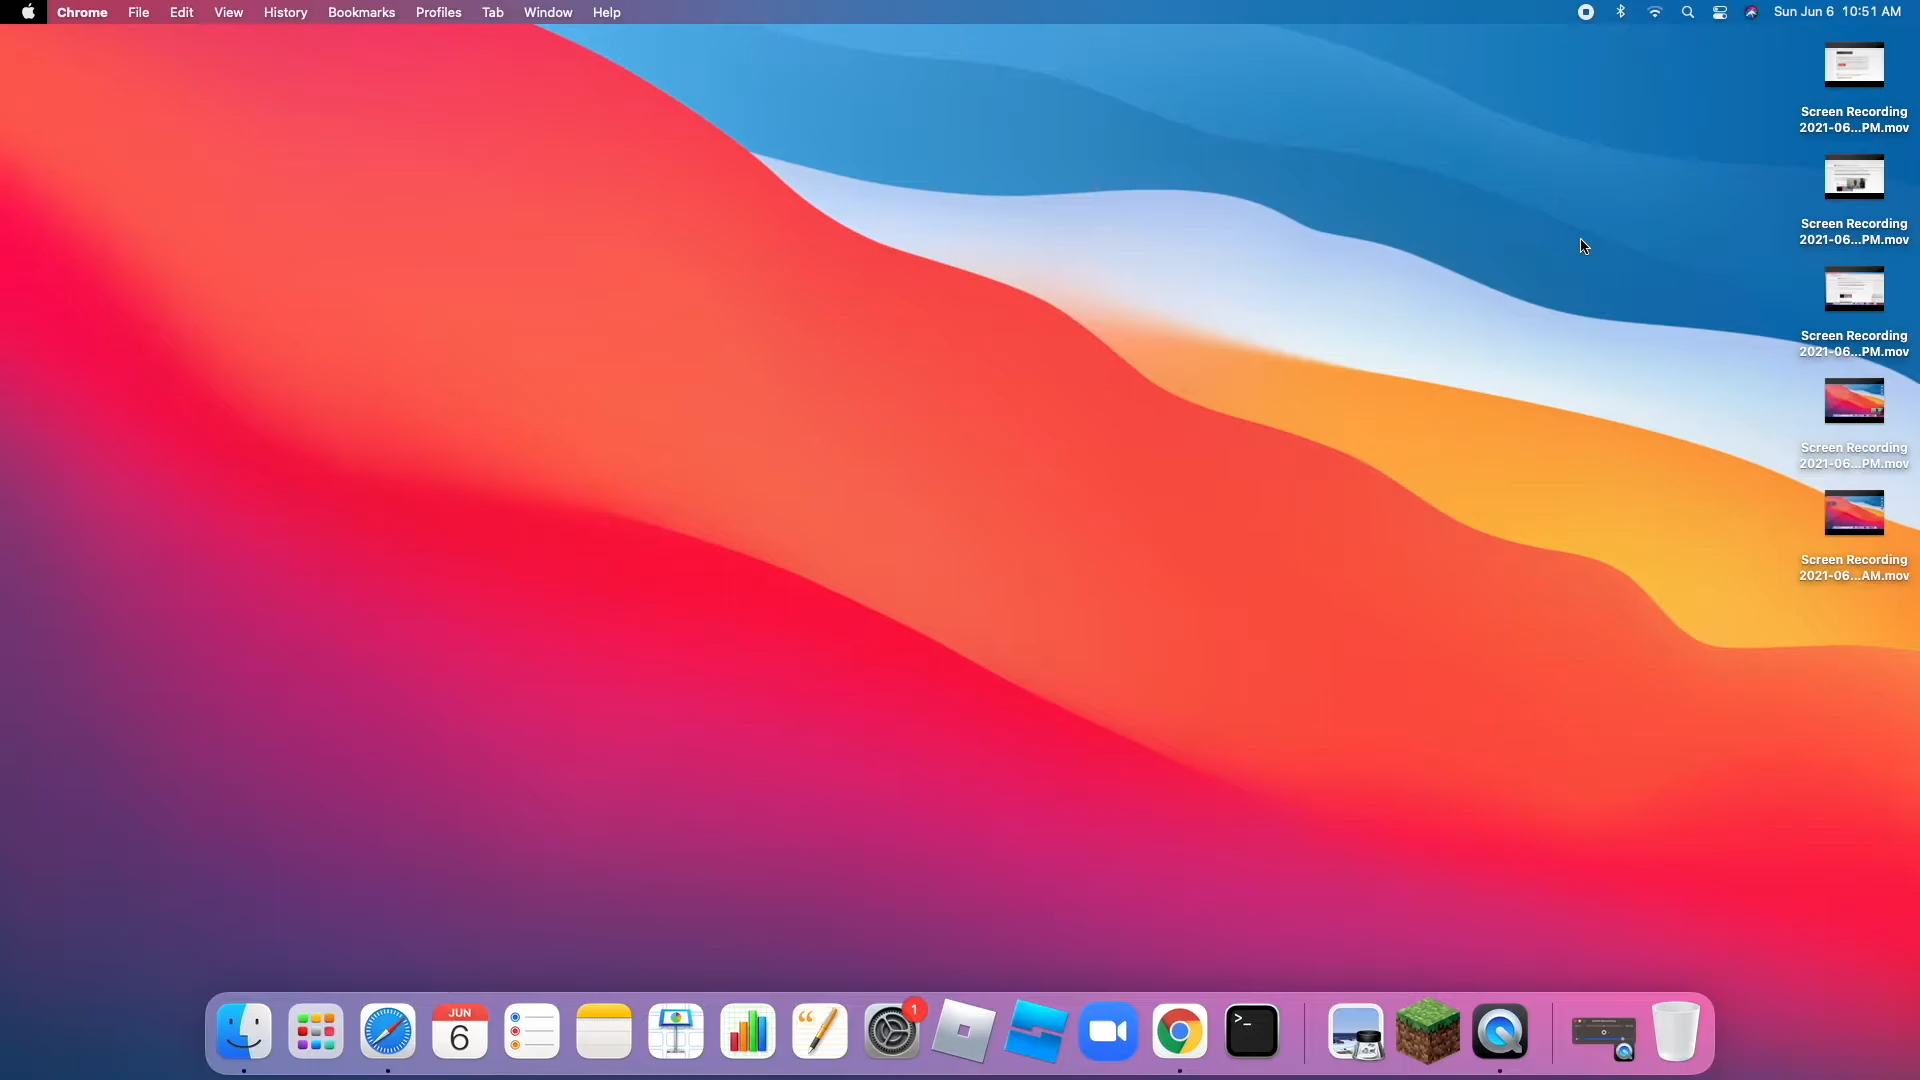 Chrome File Edit View History Bookmarks Profiles Tab Window Help Sun Jun 6 10:51 AM
Screen Recording
2021-06...PM.mov
Screen Recording
2021-06...PM.mov
Screen Recording
2021-06...PM.mov
Screen Recording
2021-06...PM.mov
Screen Recording
2021-06...AM.mov
JUN
6
1
>_